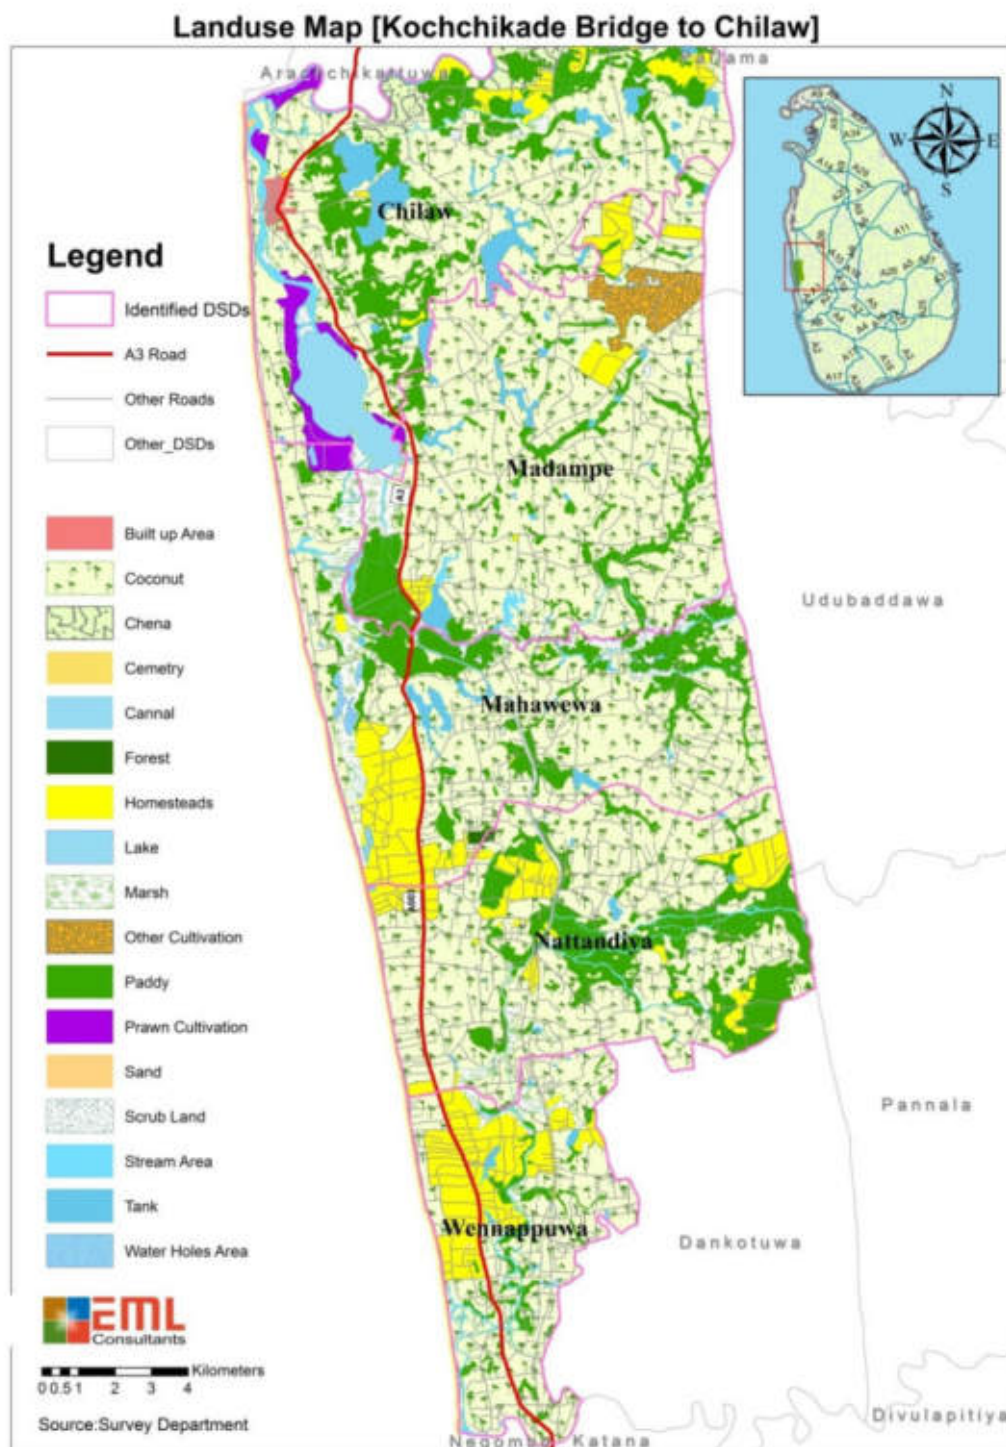 Landuse Map [Kochchikade Bridge to Chilaw]
N
W
E
S
Chilaw
Legend
Identified DSDs
A3 Road
Other Roads
Other_DSDs
A3
Madampe
Built up Area
Coconut
Chena
Cemetry
Cannal
Forest
Homesteads
Lake
Marsh
Other Cultivation
Paddy
Prawn Cultivation
Sand
Scrub Land
Stream Area
Tank
Water Holes Area
Udubaddawa
Mahawewa
Nattandiya
Pannala
Wennappuwa
Dankotuwa
EML
Consultants
Kilometers
0 0.5 1 2 3 4
Source:Survey Department
Divulapitiya
Negombo Katana